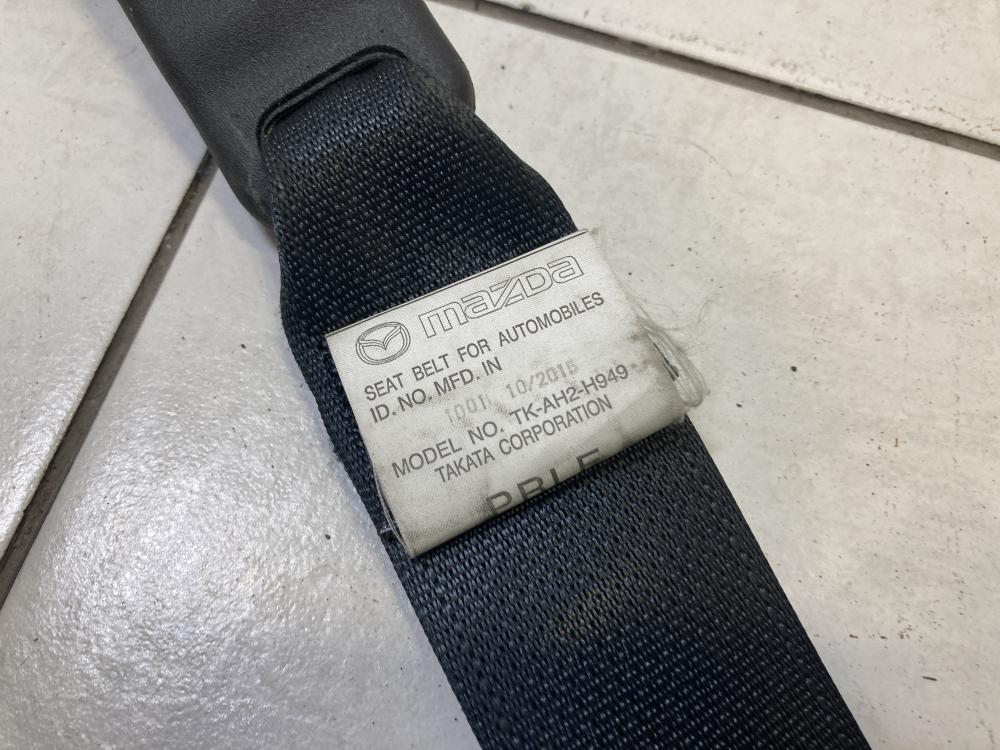 mazda
SEAT BELT FOR AUTOMOBILES
ID. NO. MFD. IN
1001 10/2015
MODEL NO. TK-AH2-H949
TAKATA CORPORATION